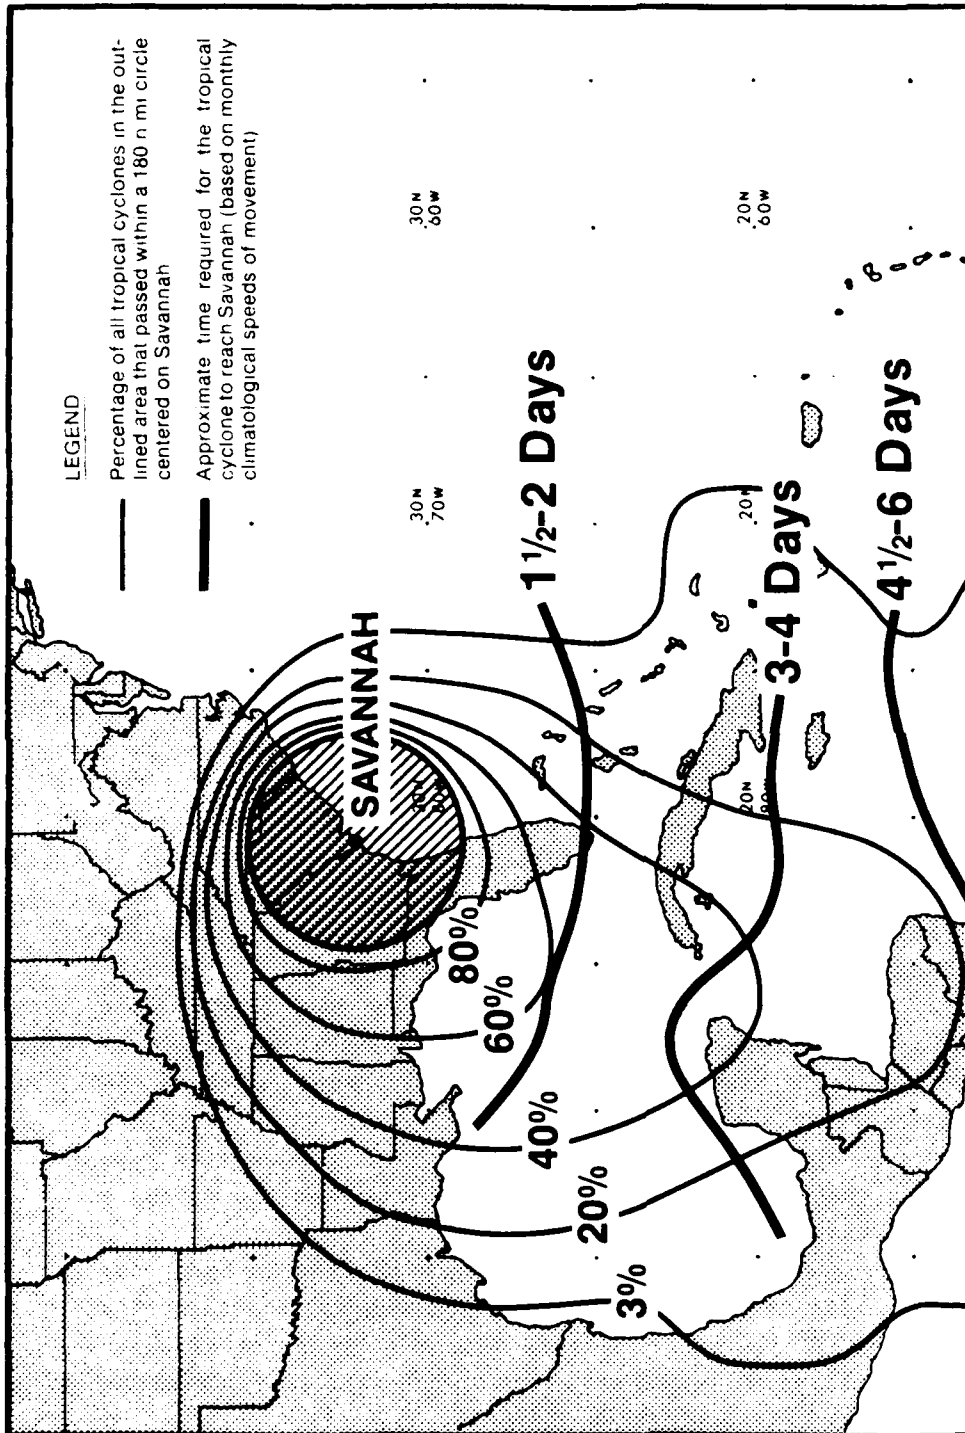 LEGEND
Percentage of all tropical cyclones in the out-
lined area that passed within a 180 n mi circle
centered on Savannah
Approximate time required for the tropical
cyclone to reach Savannah (based on monthly
climatological speeds of movement)
SAVANNAH
30N
70W
30N
60W
80%
60%
40%
20%
3%
1½-2 Days
20N
20N
20N
60W
3-4 Days
4½-6 Days